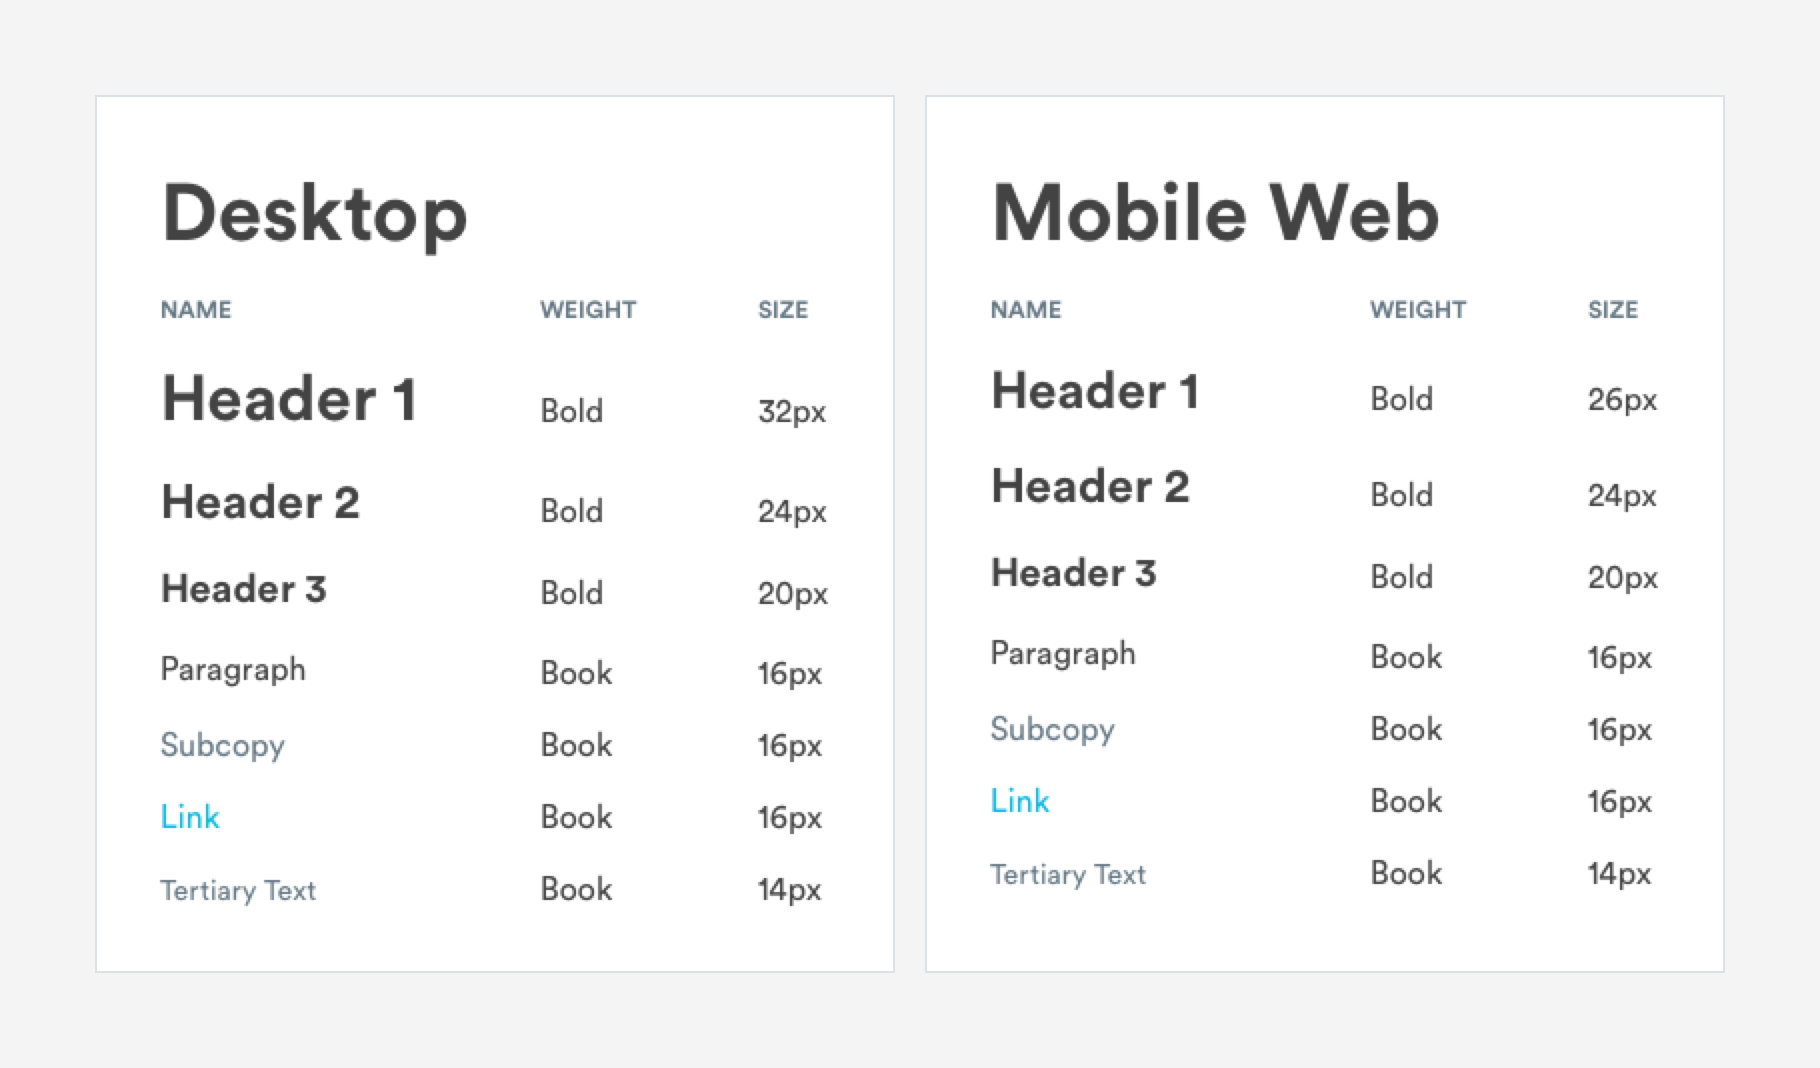 Desktop
NAME WEIGHT SIZE
Header 1 Bold 32px
Header 2 Bold 24px
Header 3 Bold 20px
Paragraph Book 16px
Subcopy Book 16px
Link Book 16px
Tertiary Text Book 14px
Mobile Web
NAME WEIGHT SIZE
Header 1 Bold 26px
Header 2 Bold 24px
Header 3 Bold 20px
Paragraph Book 16px
Subcopy Book 16px
Link Book 16px
Tertiary Text Book 14px